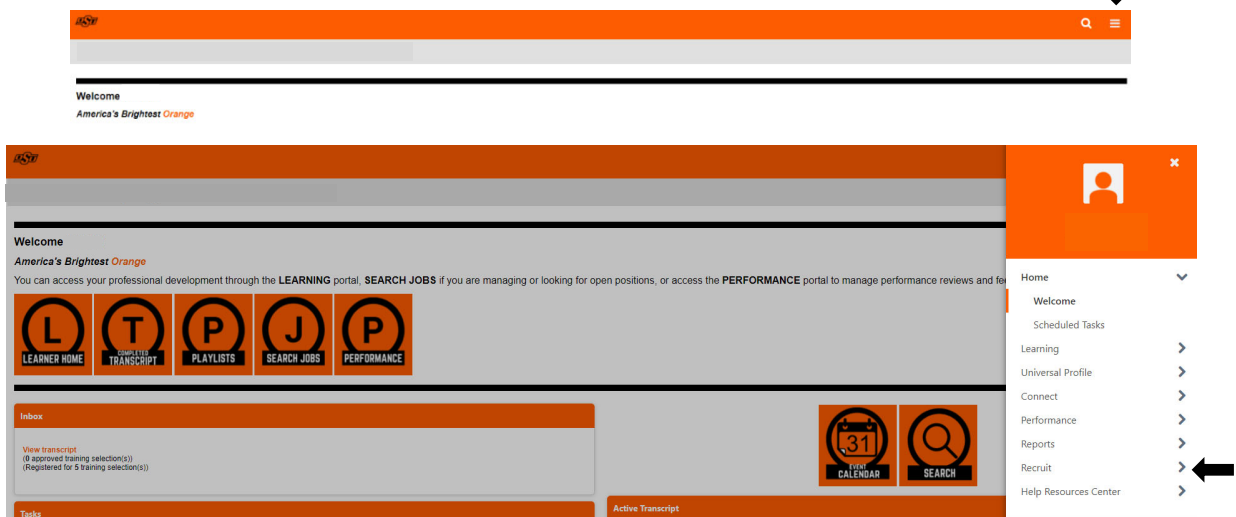 OSU
Welcome
America's Brightest Orange
OSU
Welcome
America's Brightest Orange
You can access your professional development through the LEARNING portal, SEARCH JOBS if you are managing or looking for open positions, or access the PERFORMANCE portal to manage performance reviews and fee
L
LEARNER HOME
T
COMPLETED
TRANSCRIPT
P
PLAYLISTS
J
SEARCH JOBS
P
PERFORMANCE
Inbox
View transcript
(0 approved training selection(s))
(Registered for 5 training selection(s))
31
EVENT
CALENDAR
SEARCH
Tasks
Active Transcript
Home
Welcome
Scheduled Tasks
Learning
Universal Profile
Connect
Performance
Reports
Recruit
Help Resources Center